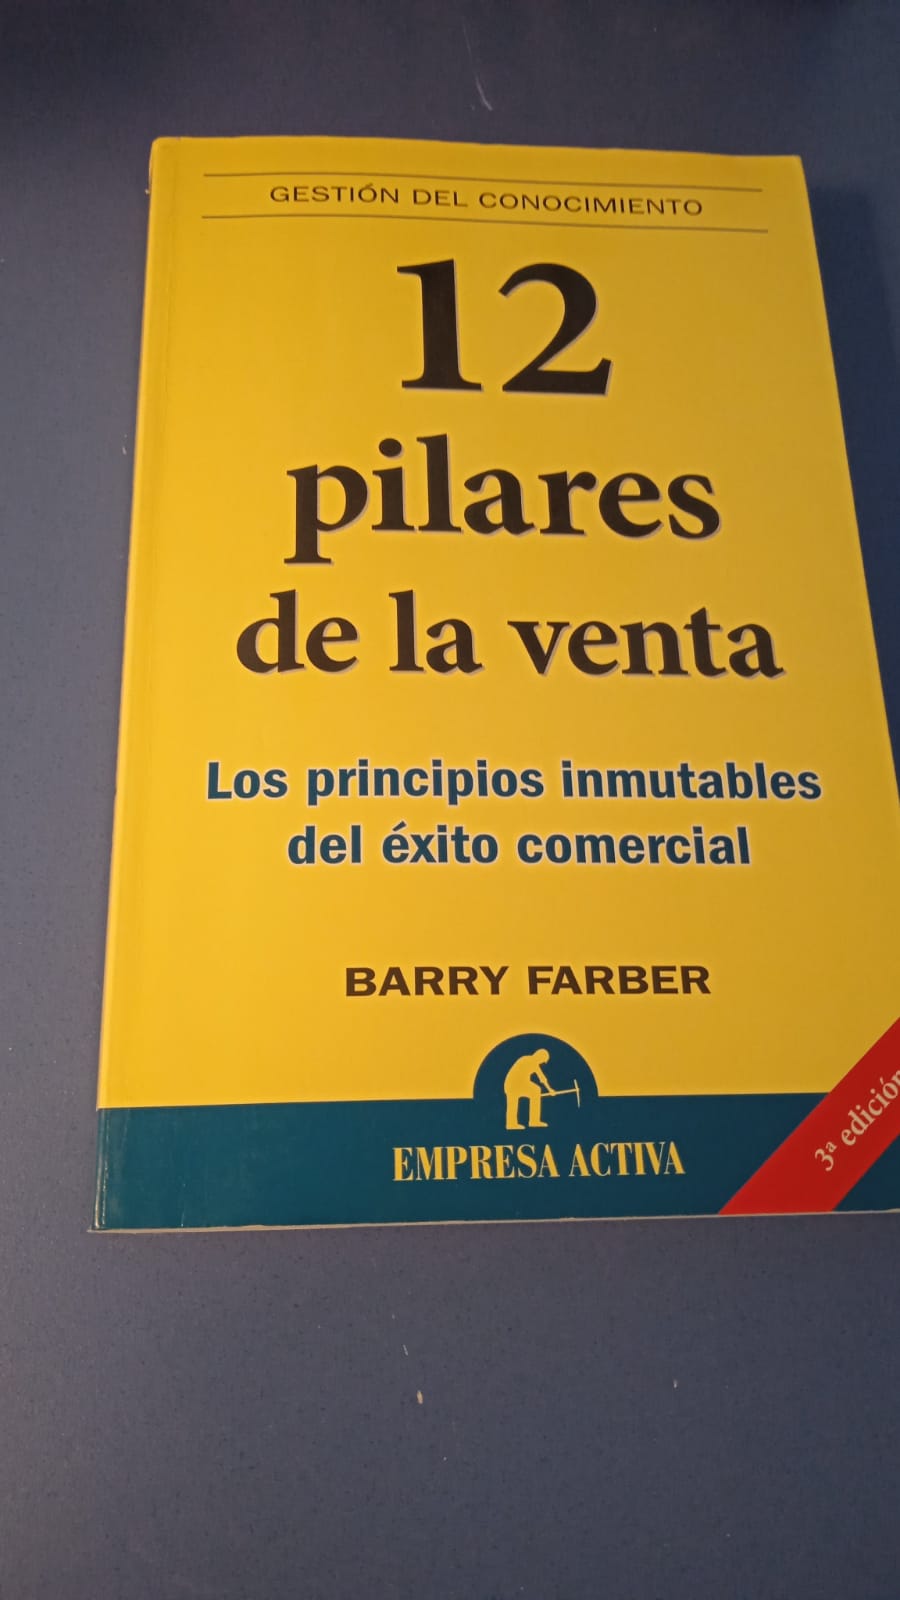 GESTIÓN DEL CONOCIMIENTO
12
pilares
de la venta
Los principios inmutables
del éxito comercial
BARRY FARBER
EMPRESA ACTIVA
3ª edición